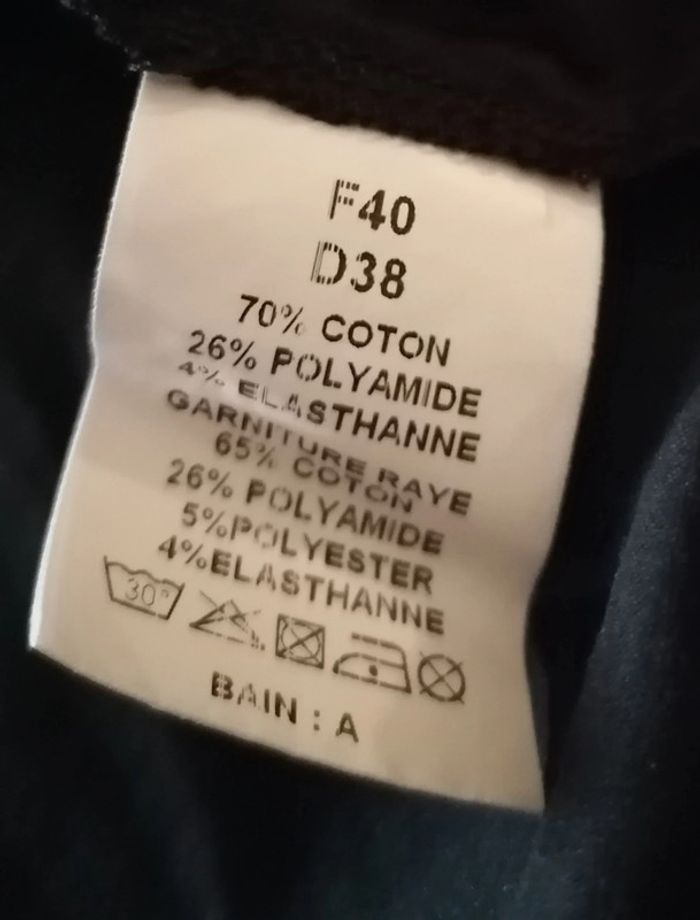 F40
D38
70% COTON
26% POLYAMIDE
4% ELASTHANNE
GARNITURE RAYE
65% COTON
26% POLYAMIDE
5%POLYESTER
4%ELASTHANNE
30°
BAIN : A